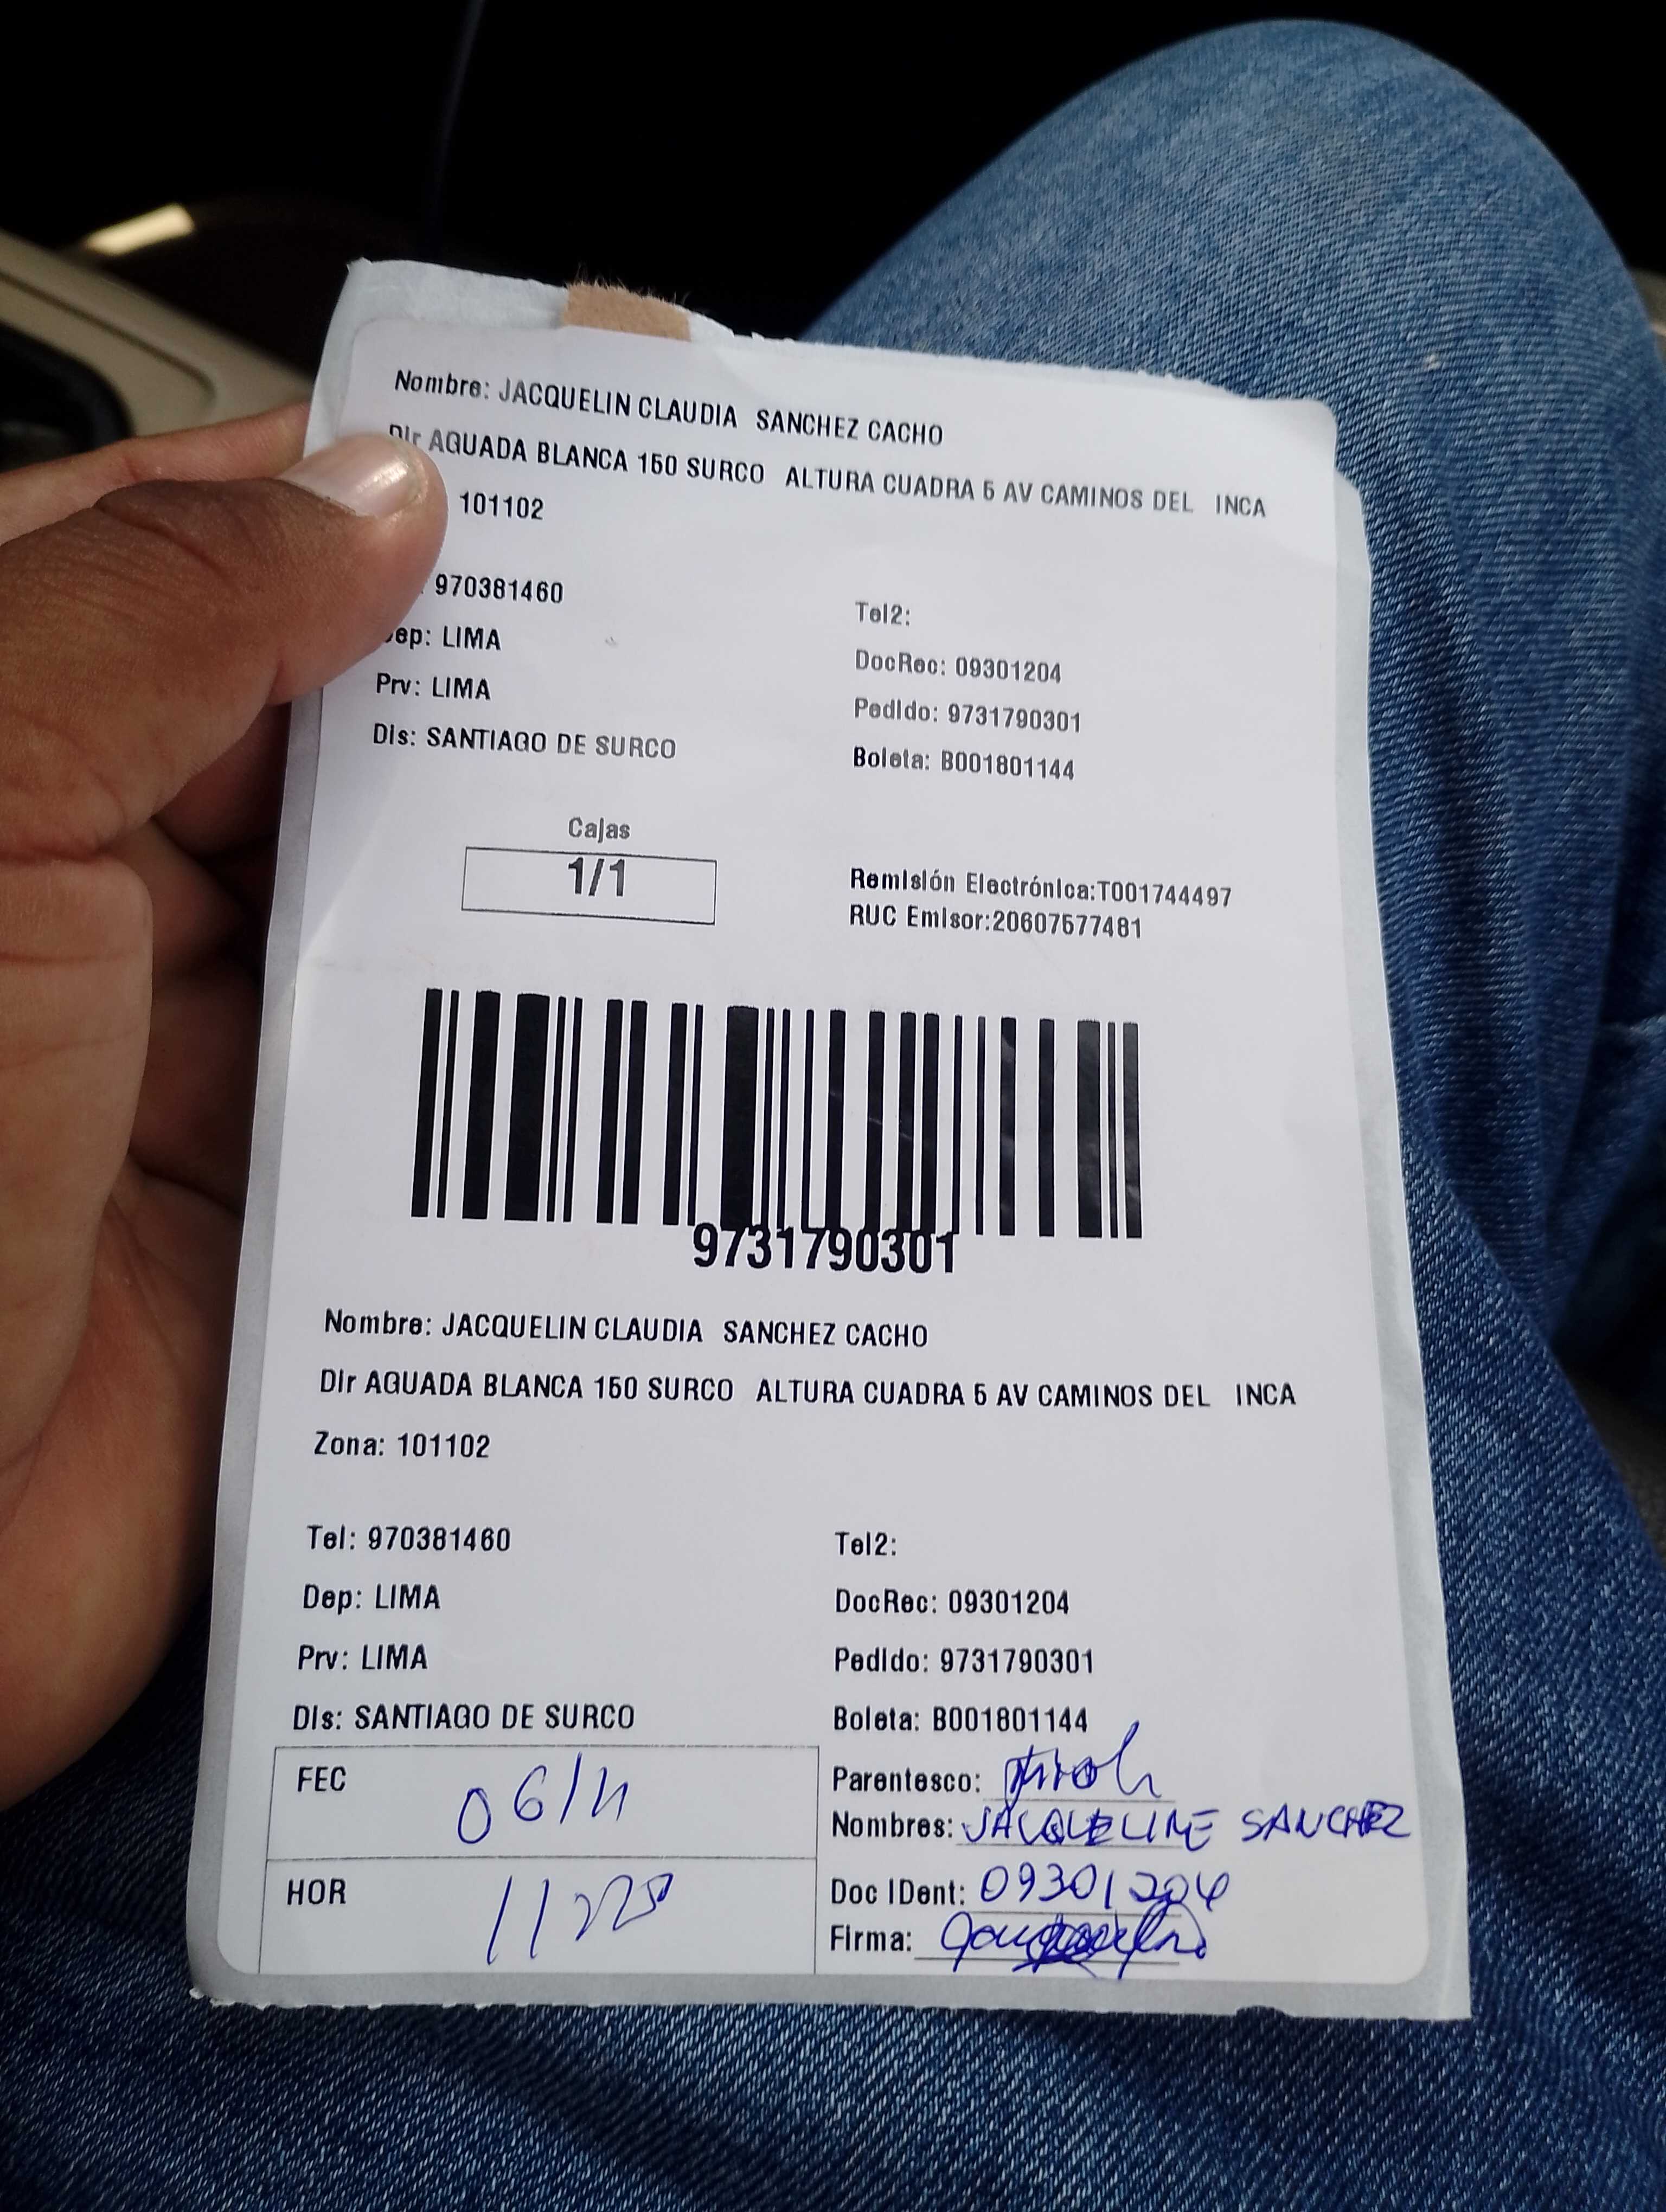 Nombre: JACQUELIN CLAUDIA SANCHEZ CACHO
Dir AGUADA BLANCA 150 SURCO ALTURA CUADRA 5 AV CAMINOS DEL INCA
101102
970381460
Tel2:
Dep: LIMA
DocRec: 09301204
Prv: LIMA
Pedido: 9731790301
Dis: SANTIAGO DE SURCO
Boleta: B001801144
Cajas
1/1
Remisión Electrónica:T001744497
RUC Emisor:20607577481
9731790301
Nombre: JACQUELIN CLAUDIA SANCHEZ CACHO
Dir AGUADA BLANCA 150 SURCO ALTURA CUADRA 5 AV CAMINOS DEL INCA
Zona: 101102
Tel: 970381460
Tel2:
Dep: LIMA
DocRec: 09301204
Prv: LIMA
Pedido: 9731790301
Dis: SANTIAGO DE SURCO
Boleta: B001801144
FEC 06/11
Parentesco:
Nombres: JACQUELINE SANCHEZ
HOR
Doc IDent: 09301204
Firma: